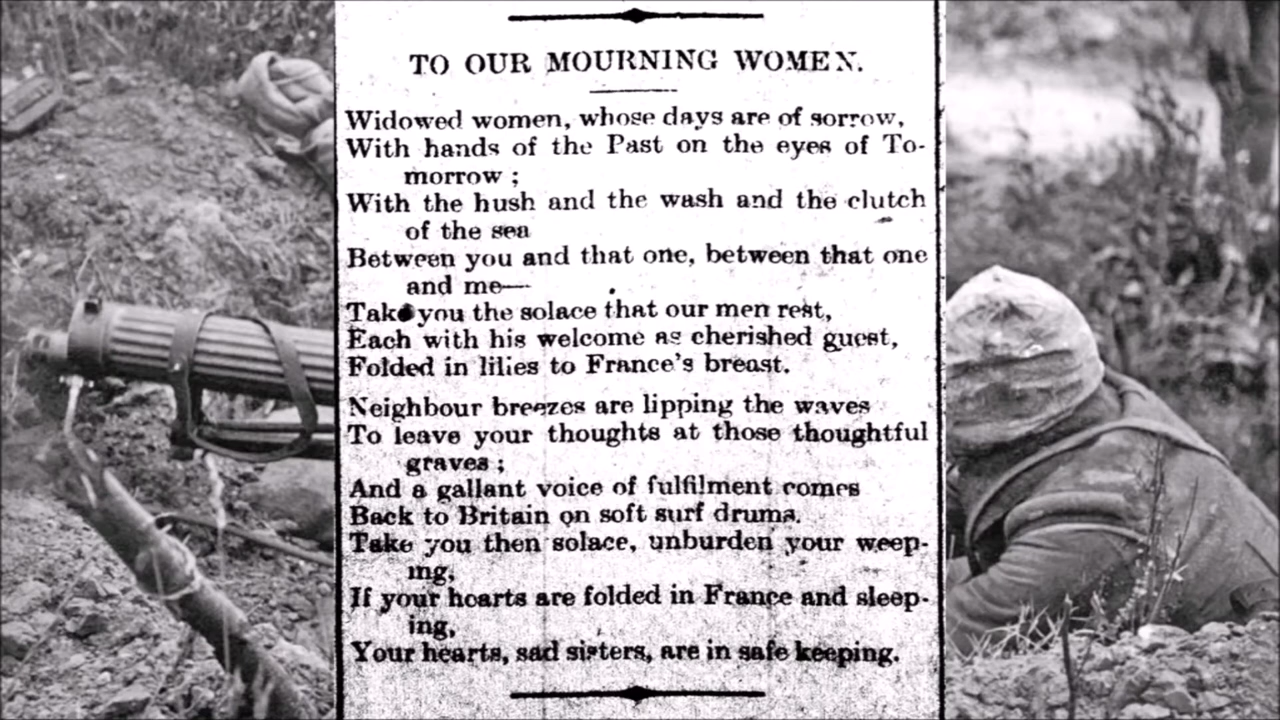 TO OUR MOURNING WOMEN.
Widowed women, whose days are of sorrow,
With hands of the Past on the eyes of To-
morrow ;
With the hush and the wash and the clutch
of the sea
Between you and that one, between that one
and me—
Take you the solace that our men rest,
Each with his welcome as cherished guest,
Folded in lilies to France's breast.
Neighbour breezes are lipping the waves
To leave your thoughts at those thoughtful
graves ;
And a gallant voice of fulfilment comes
Back to Britain on soft surf drums.
Take you then solace, unburden your weep-
ing,
If your hearts are folded in France and sleep-
ing,
Your hearts, sad sisters, are in safe keeping.